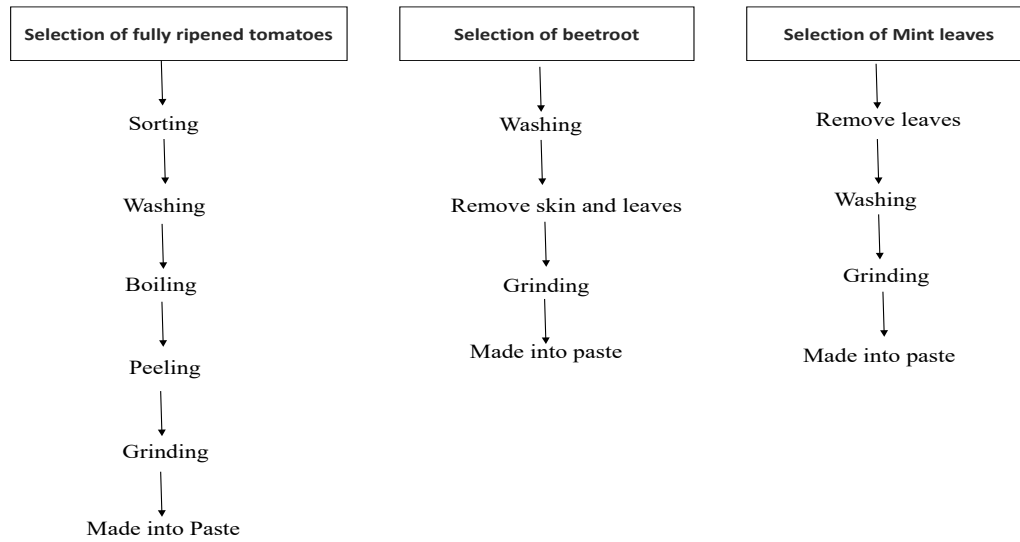 Selection of fully ripened tomatoes
Sorting
Washing
Boiling
Peeling
Grinding
Made into Paste
Selection of beetroot
Washing
Remove skin and leaves
Grinding
Made into paste
Selection of Mint leaves
Remove leaves
Washing
Grinding
Made into paste